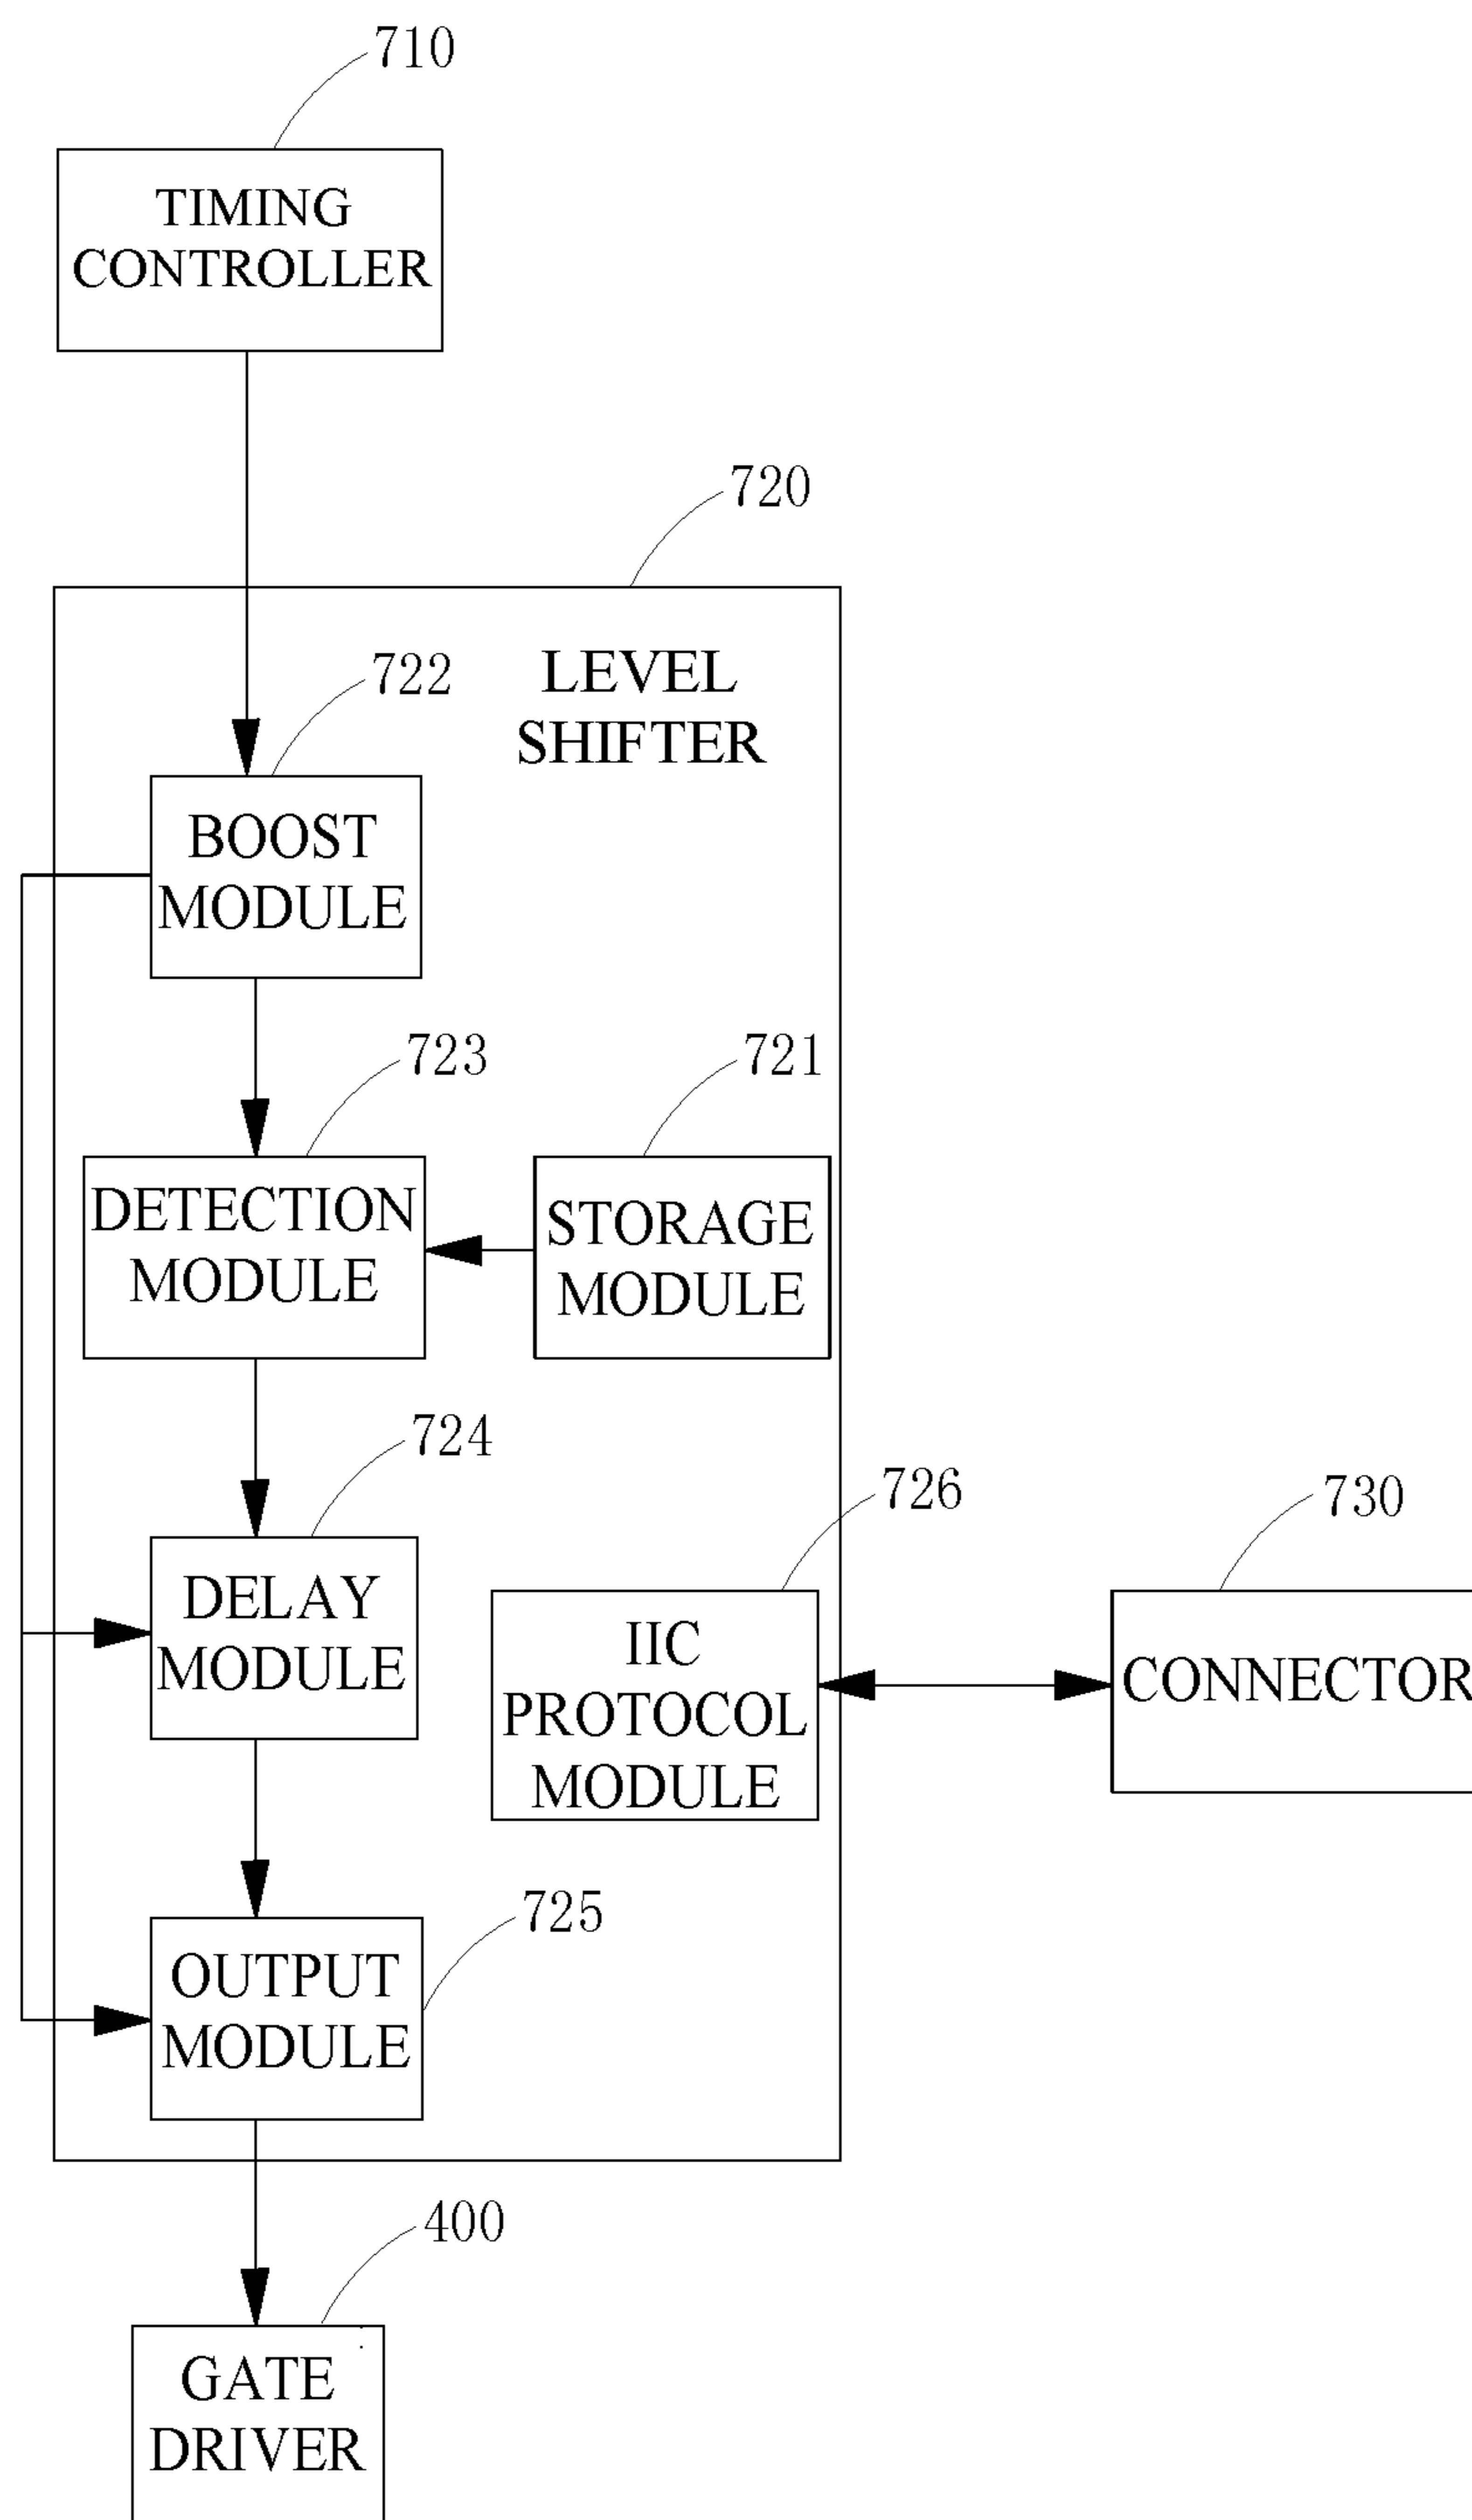 710
TIMING
CONTROLLER
720
722
LEVEL
SHIFTER
BOOST
MODULE
723
721
DETECTION
MODULE
STORAGE
MODULE
724
726
730
DELAY
MODULE
IIC
PROTOCOL
MODULE
CONNECTOR
725
OUTPUT
MODULE
400
GATE
DRIVER